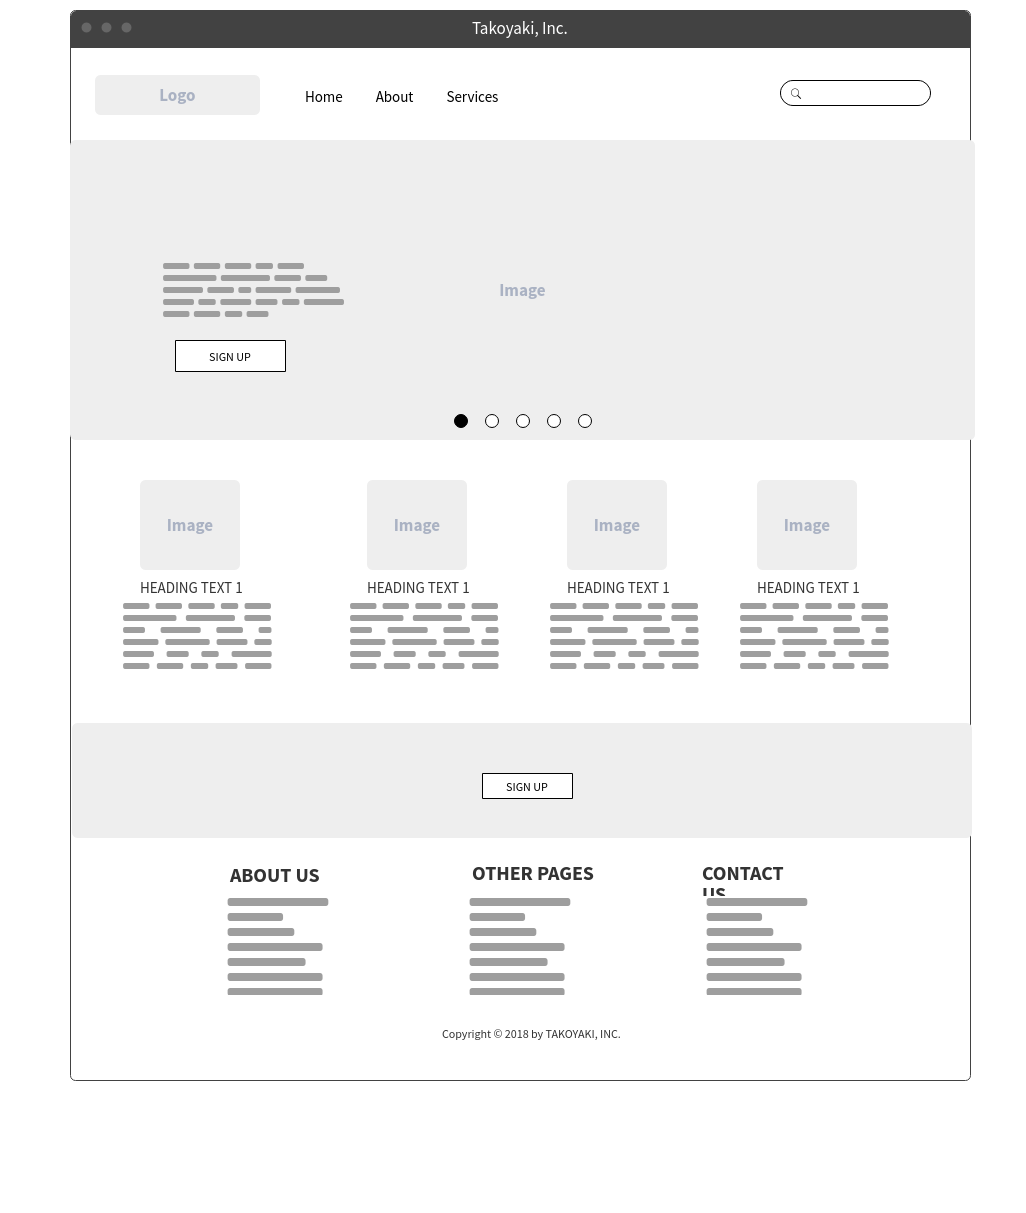 Takoyaki, Inc.
Logo
Home About Services
Image
SIGN UP
Image Image Image Image
HEADING TEXT 1 HEADING TEXT 1 HEADING TEXT 1 HEADING TEXT 1
SIGN UP
ABOUT US OTHER PAGES CONTACT
US
Copyright © 2018 by TAKOYAKI, INC.